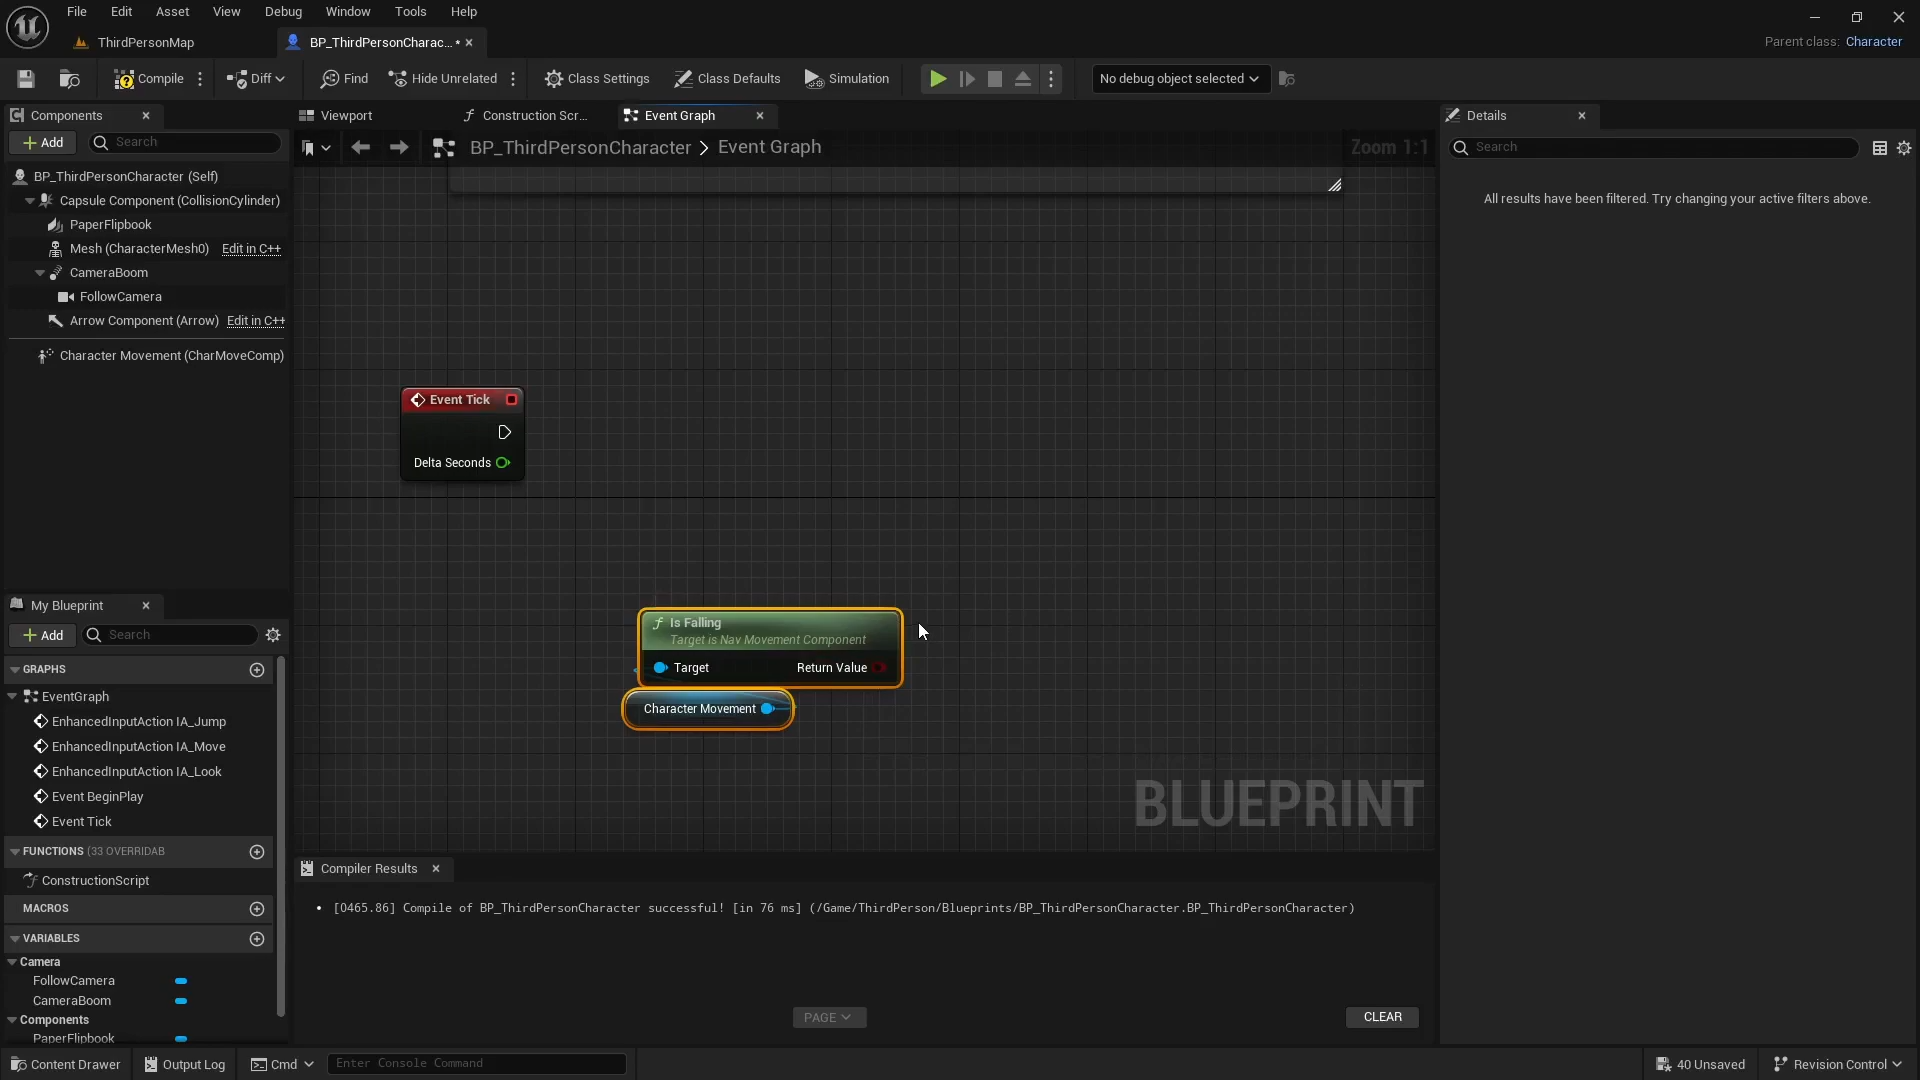 File Edit Asset View Debug Window Tools Help
ThirdPersonMap
BP_ThirdPersonCharac... •
Parent class: Character
Compile
Diff
Find
Hide Unrelated
Class Settings
Class Defaults
Simulation
No debug object selected
Components
Add
Search
BP_ThirdPersonCharacter (Self)
Capsule Component (CollisionCylinder)
PaperFlipbook
Mesh (CharacterMesh0) Edit in C++
CameraBoom
FollowCamera
Arrow Component (Arrow) Edit in C++
Character Movement (CharMoveComp)
Viewport
Construction Scr...
Event Graph
BP_ThirdPersonCharacter > Event Graph
Zoom 1:1
Event Tick
Delta Seconds
f Is Falling
Target is Nav Movement Component
Target Return Value
Character Movement
BLUEPRINT
Details
Search
All results have been filtered. Try changing your active filters above.
My Blueprint
Add
Search
GRAPHS
EventGraph
EnhancedInputAction IA_Jump
EnhancedInputAction IA_Move
EnhancedInputAction IA_Look
Event BeginPlay
Event Tick
FUNCTIONS (33 OVERRIDAB
ConstructionScript
MACROS
VARIABLES
Camera
FollowCamera
CameraBoom
Components
PaperFlipbook
Compiler Results
• [0465.86] Compile of BP_ThirdPersonCharacter successful! [in 76 ms] (/Game/ThirdPerson/Blueprints/BP_ThirdPersonCharacter.BP_ThirdPersonCharacter)
PAGE
CLEAR
Content Drawer
Output Log
Cmd
Enter Console Command
40 Unsaved
Revision Control